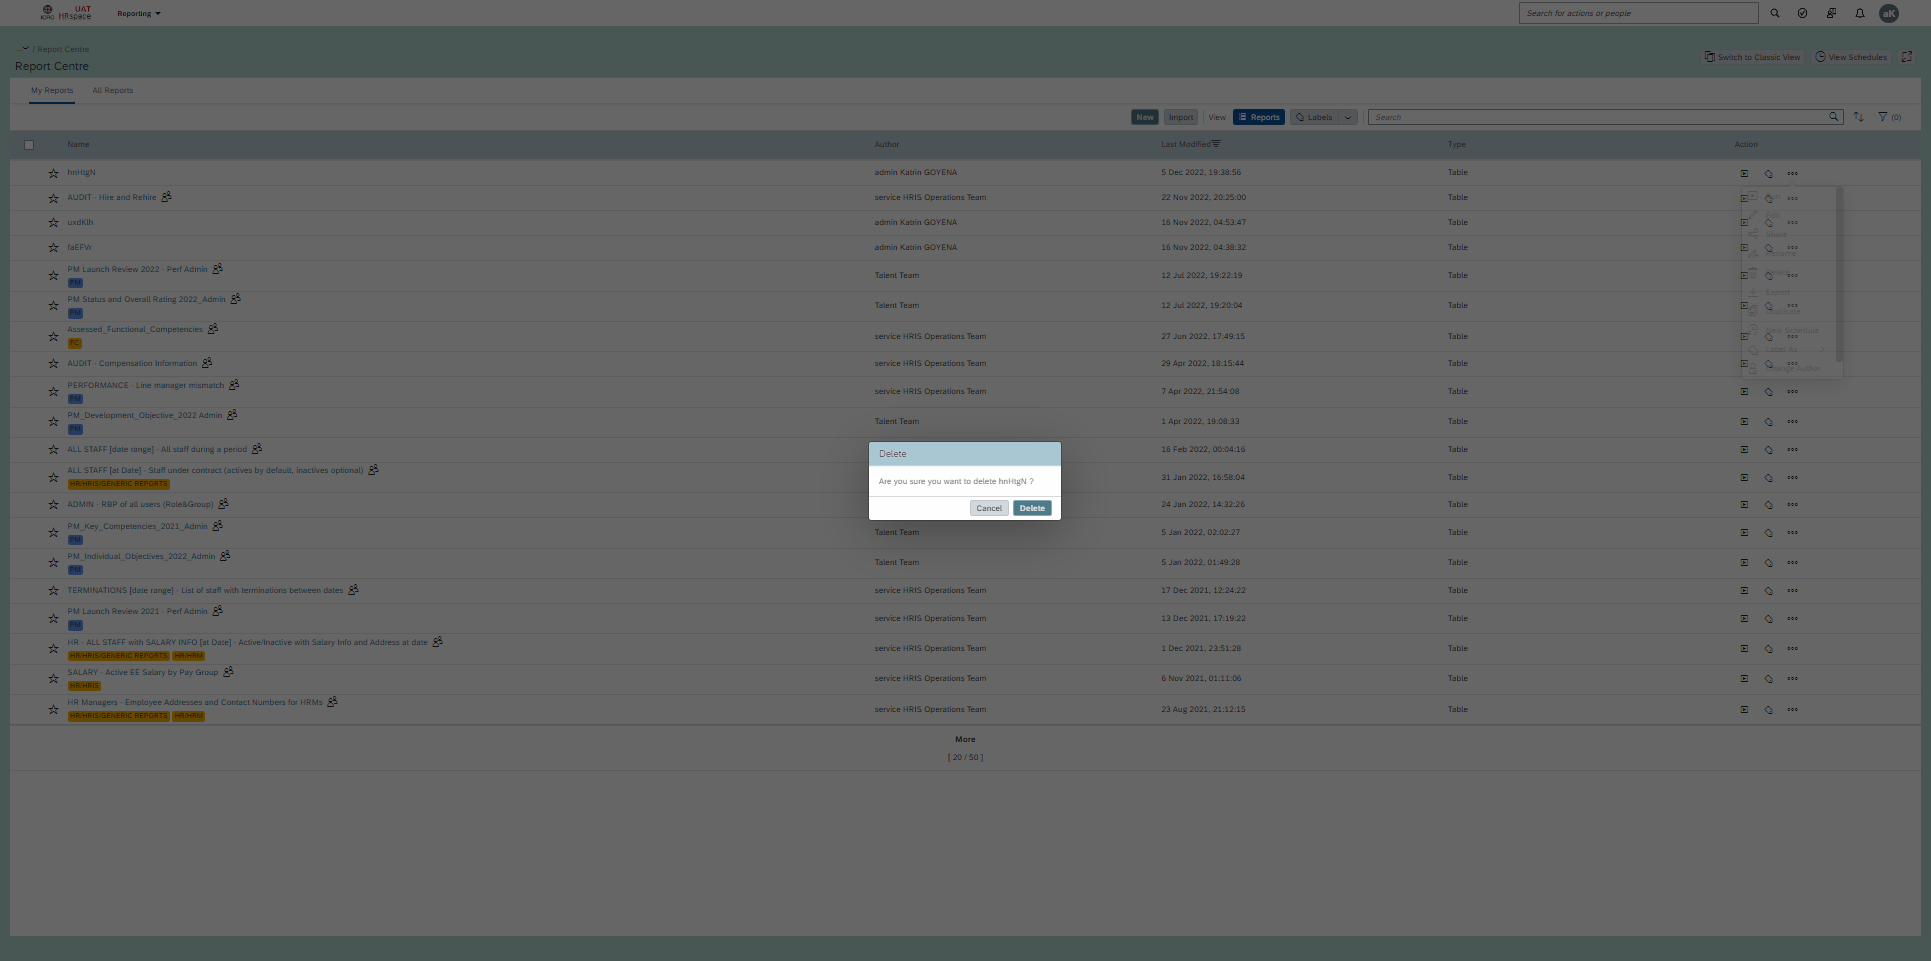 UAT
ICRC HRspace
Reporting
Search for actions or people
aK
... / Report Centre
Report Centre
Switch to Classic View
View Schedules
My Reports
All Reports
New
Import
View
Reports
Labels
Search
(0)
Name Author Last Modified Type Action
hnHtgN admin Katrin GOYENA 5 Dec 2022, 19:38:56 Table
AUDIT - Hire and Rehire service HRIS Operations Team 22 Nov 2022, 20:25:00 Table
uxdKlh admin Katrin GOYENA 16 Nov 2022, 04:53:47 Table
faEFVr admin Katrin GOYENA 16 Nov 2022, 04:38:32 Table
PM Launch Review 2022 - Perf Admin Talent Team 12 Jul 2022, 19:22:19 Table
PM
PM Status and Overall Rating 2022_Admin Talent Team 12 Jul 2022, 19:20:04 Table
PM
Assessed_Functional_Competencies service HRIS Operations Team 27 Jun 2022, 17:49:15 Table
FC
AUDIT - Compensation Information service HRIS Operations Team 29 Apr 2022, 18:15:44 Table
PERFORMANCE - Line manager mismatch service HRIS Operations Team 7 Apr 2022, 21:54:08 Table
PM
PM_Development_Objective_2022 Admin Talent Team 1 Apr 2022, 19:08:33 Table
PM
ALL STAFF [date range] - All staff during a period 16 Feb 2022, 00:04:16 Table
ALL STAFF [at Date] - Staff under contract (actives by default, inactives optional) 31 Jan 2022, 16:58:04 Table
HR/HRIS/GENERIC REPORTS
ADMIN - RBP of all users (Role&Group) 24 Jan 2022, 14:32:26 Table
PM_Key_Competencies_2021_Admin Talent Team 5 Jan 2022, 02:02:27 Table
PM
PM_Individual_Objectives_2022_Admin Talent Team 5 Jan 2022, 01:49:28 Table
PM
TERMINATIONS [date range] - List of staff with terminations between dates service HRIS Operations Team 17 Dec 2021, 12:24:22 Table
PM Launch Review 2021 - Perf Admin service HRIS Operations Team 13 Dec 2021, 17:19:22 Table
PM
HR - ALL STAFF with SALARY INFO [at Date] - Active/Inactive with Salary Info and Address at date service HRIS Operations Team 1 Dec 2021, 23:51:28 Table
HR/HRIS/GENERIC REPORTS HR/HRM
SALARY - Active EE Salary by Pay Group service HRIS Operations Team 6 Nov 2021, 01:11:06 Table
HR/HRIS
HR Managers - Employee Addresses and Contact Numbers for HRMs service HRIS Operations Team 23 Aug 2021, 21:12:15 Table
HR/HRIS/GENERIC REPORTS HR/HRM
More
[ 20 / 50 ]
Edit
Share
Rename
Export
Duplicate
New Schedule
Label As
Change Author
Delete
Are you sure you want to delete hnHtgN ?
Cancel
Delete